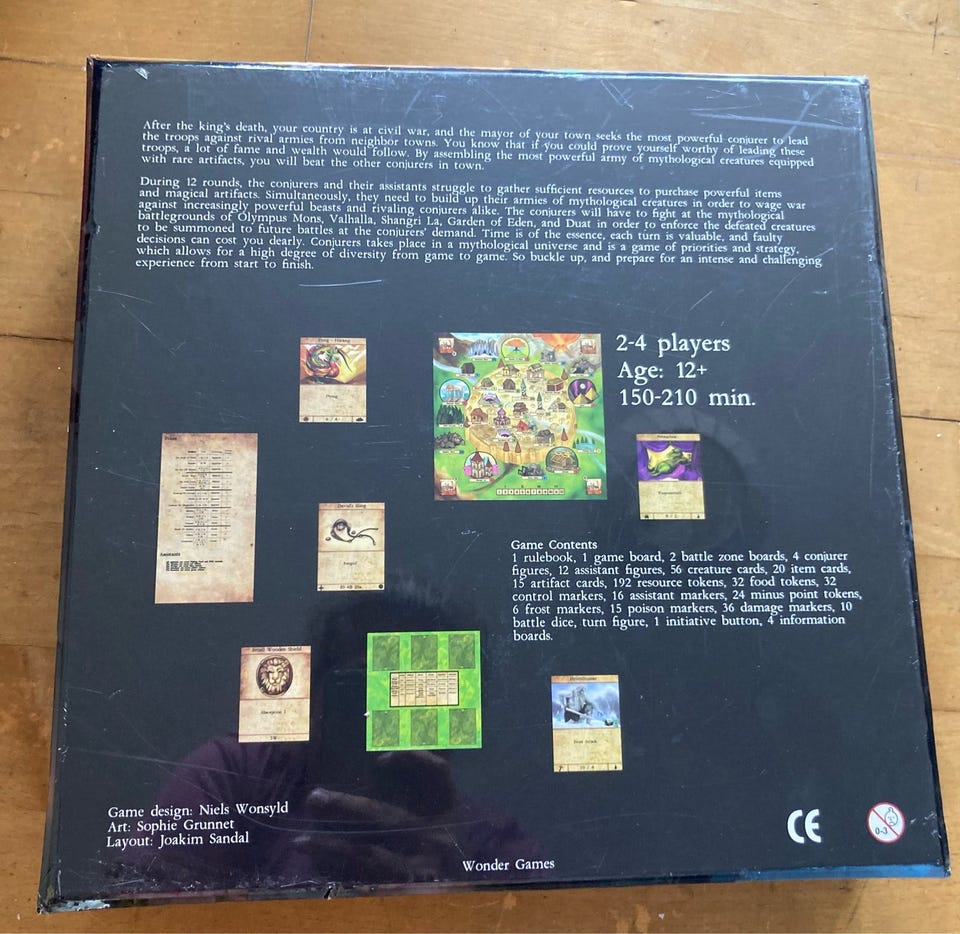 After the king's death, your country is at civil war, and the mayor of your town seeks the most powerful conjurer to lead
the troops against rival armies from neighbor towns. You know that if you could prove yourself worthy of leading these
troops, a lot of fame and wealth would follow. By assembling the most powerful army of mythological creatures equipped
with rare artifacts, you will beat the other conjurers in town.
During 12 rounds, the conjurers and their assistants struggle to gather sufficient resources to purchase powerful items
and magical artifacts. Simultaneously, they need to build up their armies of mythological creatures in order to wage war
against increasingly powerful beasts and rivaling conjurers alike. The conjurers will have to fight at the mythological
battlegrounds of Olympus Mons, Valhalla, Shangri La, Garden of Eden, and Duat in order to enforce the defeated creatures
to be summoned to future battles at the conjurers' demand. Time is of the essence, each turn is valuable, and faulty
decisions can cost you dearly. Conjurers takes place in a mythological universe and is a game of priorities and strategy,
which allows for a high degree of diversity from game to game. So buckle up, and prepare for an intense and challenging
experience from start to finish.
2-4 players
Age: 12+
150-210 min.
Flying
Assistants
Game Contents
1 rulebook, 1 game board, 2 battle zone boards, 4 conjurer
figures, 12 assistant figures, 56 creature cards, 20 item cards,
15 artifact cards, 192 resource tokens, 32 food tokens, 32
control markers, 16 assistant markers, 24 minus point tokens,
6 frost markers, 15 poison markers, 36 damage markers, 10
battle dice, turn figure, 1 initiative button, 4 information
boards.
Small Wooden Shield
Absorption 1
Game design: Niels Wonsyld
Art: Sophie Grunnet
Layout: Joakim Sandal
Wonder Games
CE
0-3